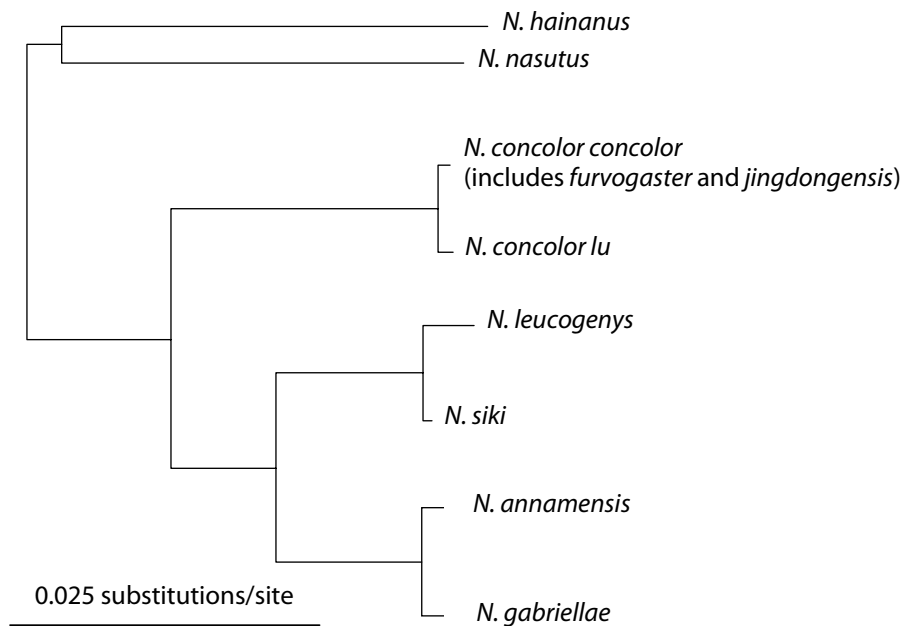 N. hainanus
N. nasutus
N. concolor concolor
(includes furvogaster and jingdongensis)
N. concolor lu
N. leucogenys
N. siki
N. annamensis
0.025 substitutions/site
N. gabriellae